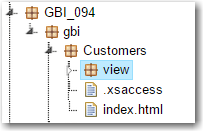 GBI_094
gbi
Customers
view
.xsaccess
index.html